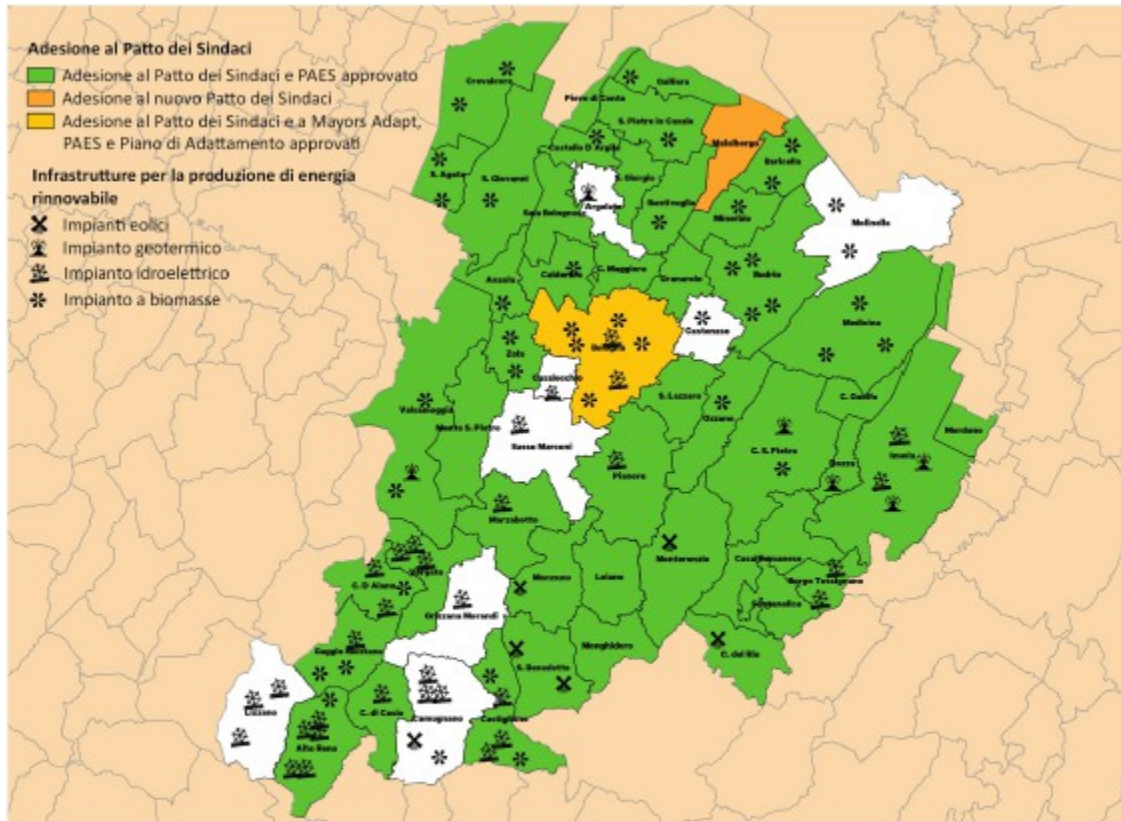 Adesione al Patto dei Sindaci
Adesione al Patto dei Sindaci e PAES approvato
Adesione al nuovo Patto dei Sindaci
Adesione al Patto dei Sindaci e a Mayors Adapt,
PAES e Piano di Adattamento approvati
Infrastrutture per la produzione di energia
rinnovabile
Impianti eolici
Impianto geotermico
Impianto idroelettrico
Impianto a biomasse
Crevalcore
Galliera
Pieve di Cento
S. Pietro in Casale
Malalbergo
Castello D'Argile
Baricella
S. Agata
S. Giovanni
S. Giorgio
Argelato
Bentivoglio
Minerbio
Molinella
Sala Bolognese
Calderara
C. Maggiore
Granarolo
Budrio
Anzola
Medicina
Castenaso
Bologna
Zola
Casalecchio
C. Guelfo
Valsamoggia
S. Lazzaro
Ozzano
Mordano
Monte S. Pietro
Sasso Marconi
C. S. Pietro
Imola
Pianoro
Dozza
Marzabotto
Monterenzio
Casalfiumanese
Borgo Tossignano
Vergato
C. D'Aiano
Monzuno
Loiano
Fontanelice
Grizzana Morandi
Gaggio Montano
S. Benedetto
Monghidoro
C. del Rio
Lizzano
C. di Casio
Camugnano
Castiglione
Alto Reno